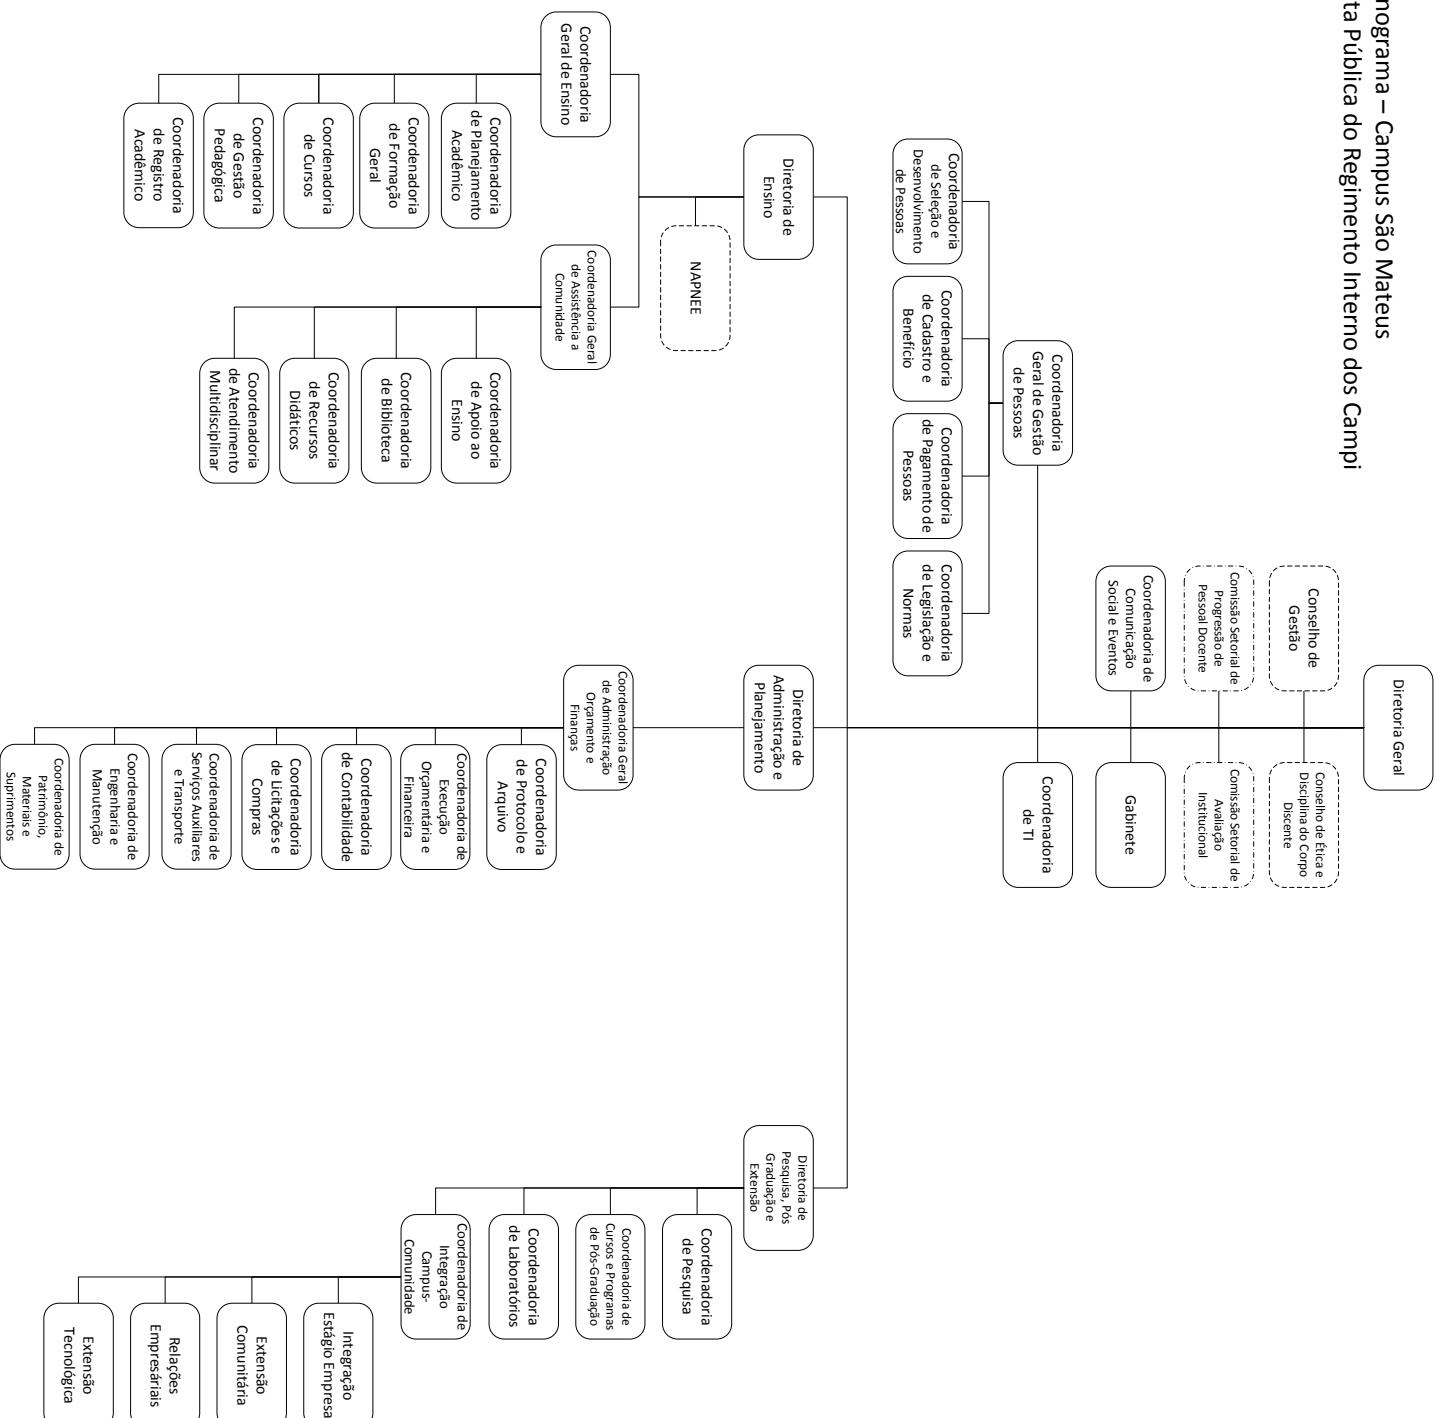 nograma – Campus São Mateus
ta Pública do Regimento Interno dos Campi
Diretoria Geral
Conselho de
Gestão
Conselho de Ética e
Disciplina do Corpo
Discente
Comissão Setorial de
Progressão de
Pessoal Docente
Comissão Setorial de
Avaliação
Institucional
Coordenadoria de
Comunicação
Social e Eventos
Gabinete
Coordenadoria
Geral de Gestão
de Pessoas
Coordenadoria
de TI
Coordenadoria
de Seleção e
Desenvolvimento
de Pessoas
Coordenadoria
de Cadastro e
Benefício
Coordenadoria
de Pagamento de
Pessoas
Coordenadoria
de Legislação e
Normas
Diretoria de
Ensino
Diretoria de
Administração e
Planejamento
Diretoria de
Pesquisa, Pós
Graduação e
Extensão
NAPNEE
Coordenadoria
Geral de Ensino
Coordenadoria Geral
de Assistência a
Comunidade
Coordenadoria
de Planejamento
Acadêmico
Coordenadoria
de Formação
Geral
Coordenadoria
de Cursos
Coordenadoria
de Gestão
Pedagógica
Coordenadoria
de Registro
Acadêmico
Coordenadoria
de Apoio ao
Ensino
Coordenadoria
de Biblioteca
Coordenadoria
de Recursos
Didáticos
Coordenadoria
de Atendimento
Multidisciplinar
Coordenadoria Geral
de Administração
Orçamento e
Finanças
Coordenadoria
de Protocolo e
Arquivo
Coordenadoria de
Execução
Orçamentária e
Financeira
Coordenadoria
de Contabilidade
Coordenadoria
de Licitações e
Compras
Coordenadoria de
Serviços Auxiliares
e Transporte
Coordenadoria de
Engenharia e
Manutenção
Coordenadoria de
Patrimônio,
Materiais e
Suprimentos
Coordenadoria
de Pesquisa
Coordenadoria de
Cursos e Programas
de Pós-Graduação
Coordenadoria
de Laboratórios
Coordenadoria de
Integração
Campus-
Comunidade
Integração
Estágio Empresa
Extensão
Comunitária
Relações
Empresáriais
Extensão
Tecnológica